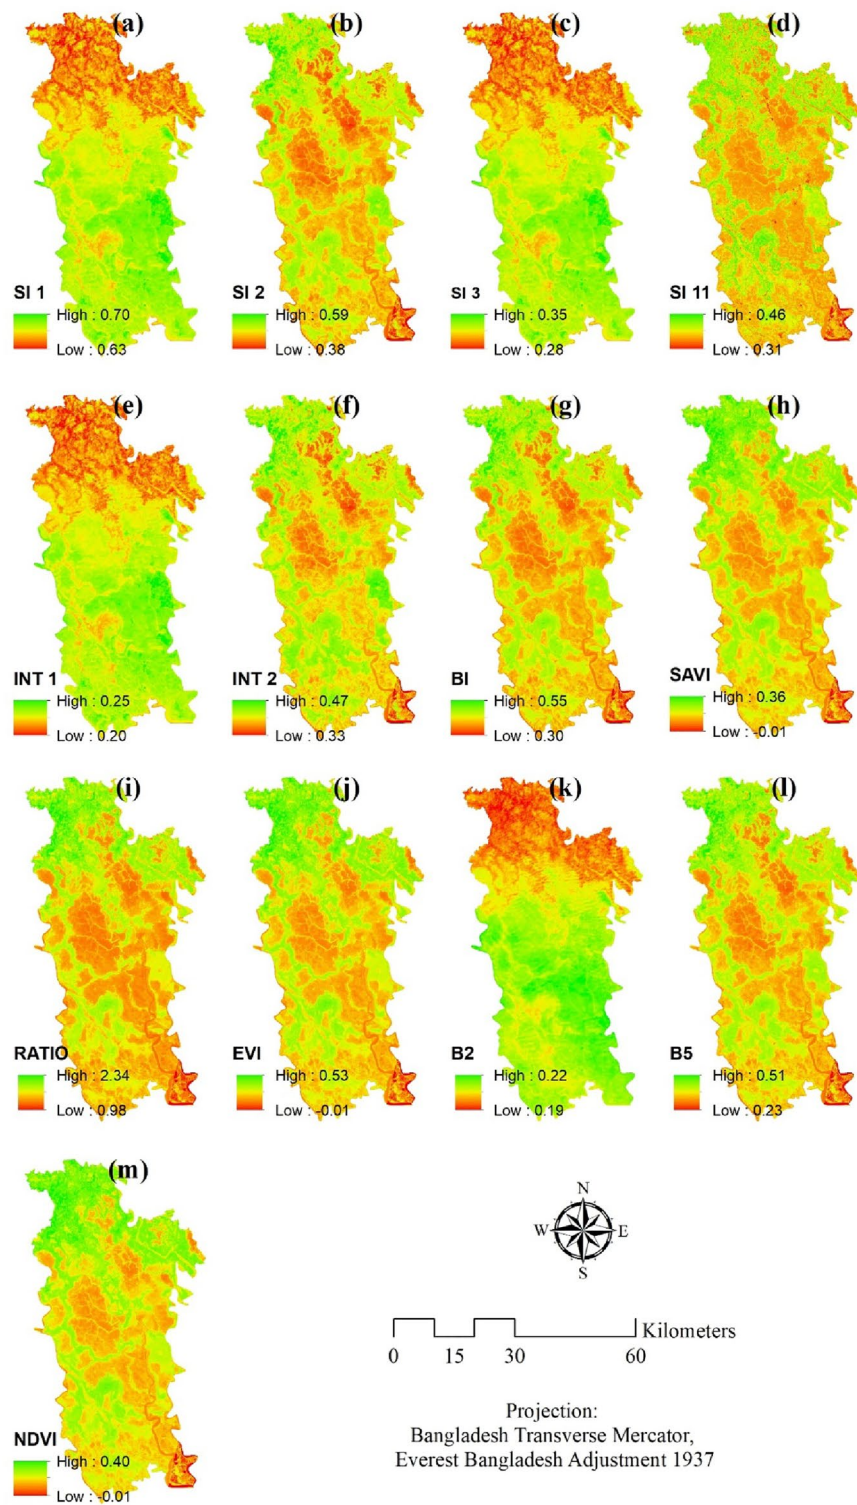 (a)
(b)
(c)
(d)
SI 1
High : 0.70
Low : 0.63
SI 2
High : 0.59
Low : 0.38
SI 3
High : 0.35
Low : 0.28
SI 11
High : 0.46
Low : 0.31
(e)
(f)
(g)
(h)
INT 1
High : 0.25
Low : 0.20
INT 2
High : 0.47
Low : 0.33
BI
High : 0.55
Low : 0.30
SAVI
High : 0.36
Low : -0.01
(i)
(j)
(k)
(l)
RATIO
High : 2.34
Low : 0.98
EVI
High : 0.53
Low : -0.01
B2
High : 0.22
Low : 0.19
B5
High : 0.51
Low : 0.23
(m)
NDVI
High : 0.40
Low : -0.01
N
W E
S
Kilometers
0 15 30 60
Projection:
Bangladesh Transverse Mercator,
Everest Bangladesh Adjustment 1937